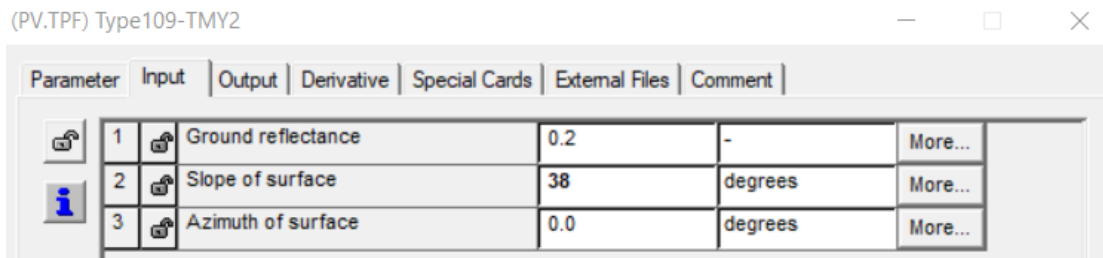 (PV.TPF) Type109-TMY2
Parameter Input Output Derivative Special Cards External Files Comment
1 Ground reflectance 0.2 - More...
2 Slope of surface 38 degrees More...
3 Azimuth of surface 0.0 degrees More...